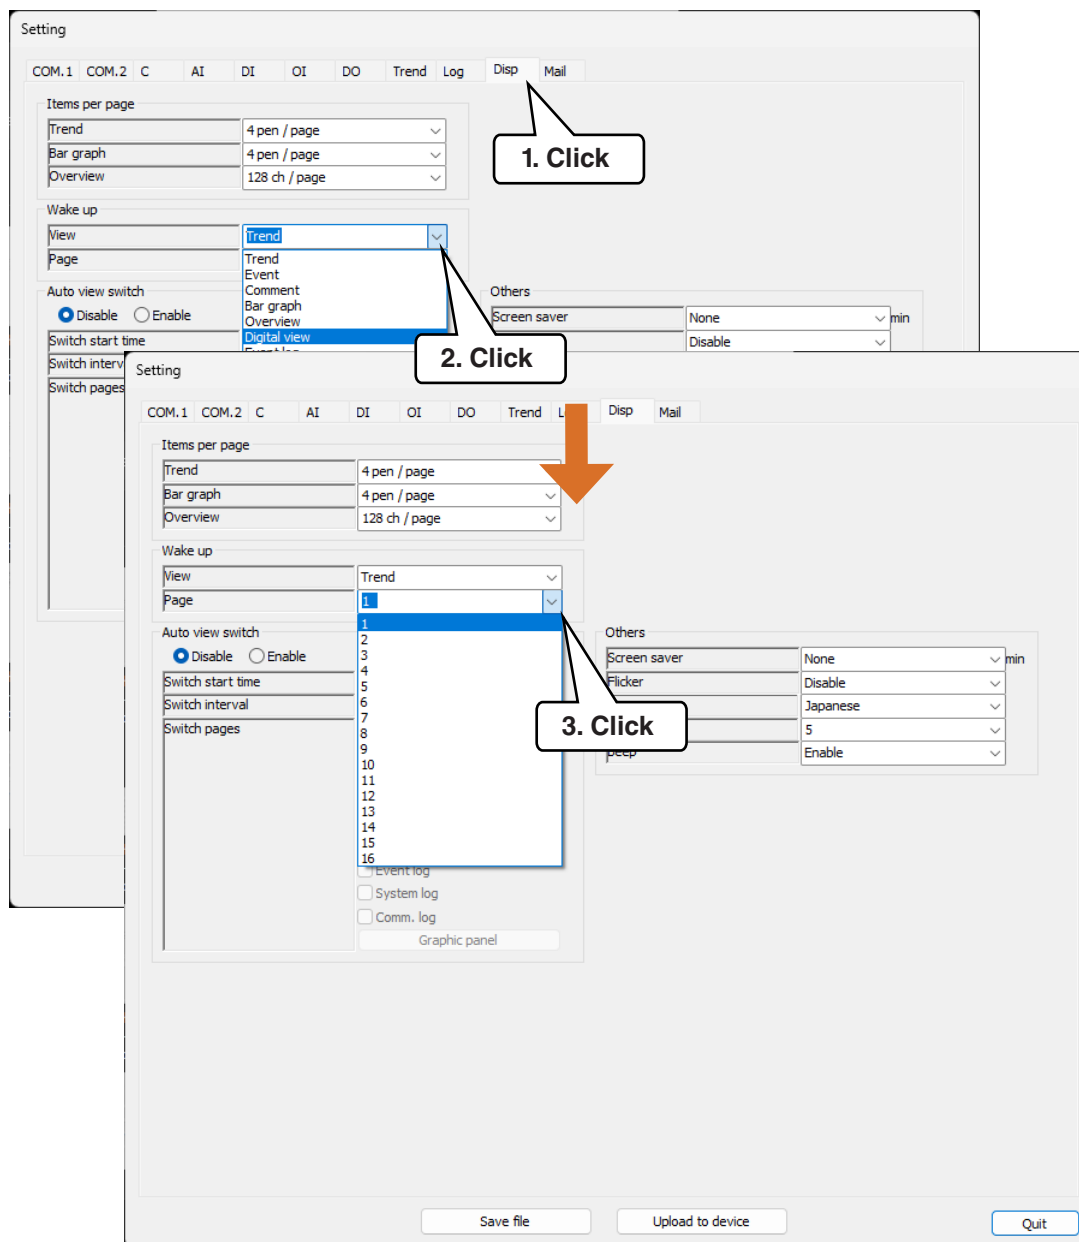 Setting
COM.1 COM.2 C AI DI OI DO Trend Log Disp Mail
Items per page
Trend 4 pen / page
Bar graph 4 pen / page
Overview 128 ch / page
1. Click
Wake up
View Trend
Page
Trend
Event
Comment
Bar graph
Overview
Digital view
Auto view switch
Disable Enable
Switch start time
Switch pages
Others
Screen saver None min
Disable
2. Click
Setting
COM.1 COM.2 C AI DI OI DO Trend Disp Mail
Items per page
Trend 4 pen / page
Bar graph 4 pen / page
Overview 128 ch / page
Wake up
View Trend
Page 1
1
2
3
4
5
6
7
8
9
10
11
12
13
14
15
16
Auto view switch
Disable Enable
Switch start time
Switch interval
Switch pages
Event log
System log
Comm. log
Graphic panel
Others
Screen saver None min
Flicker Disable
Japanese
5
beep Enable
3. Click
Save file Upload to device Quit